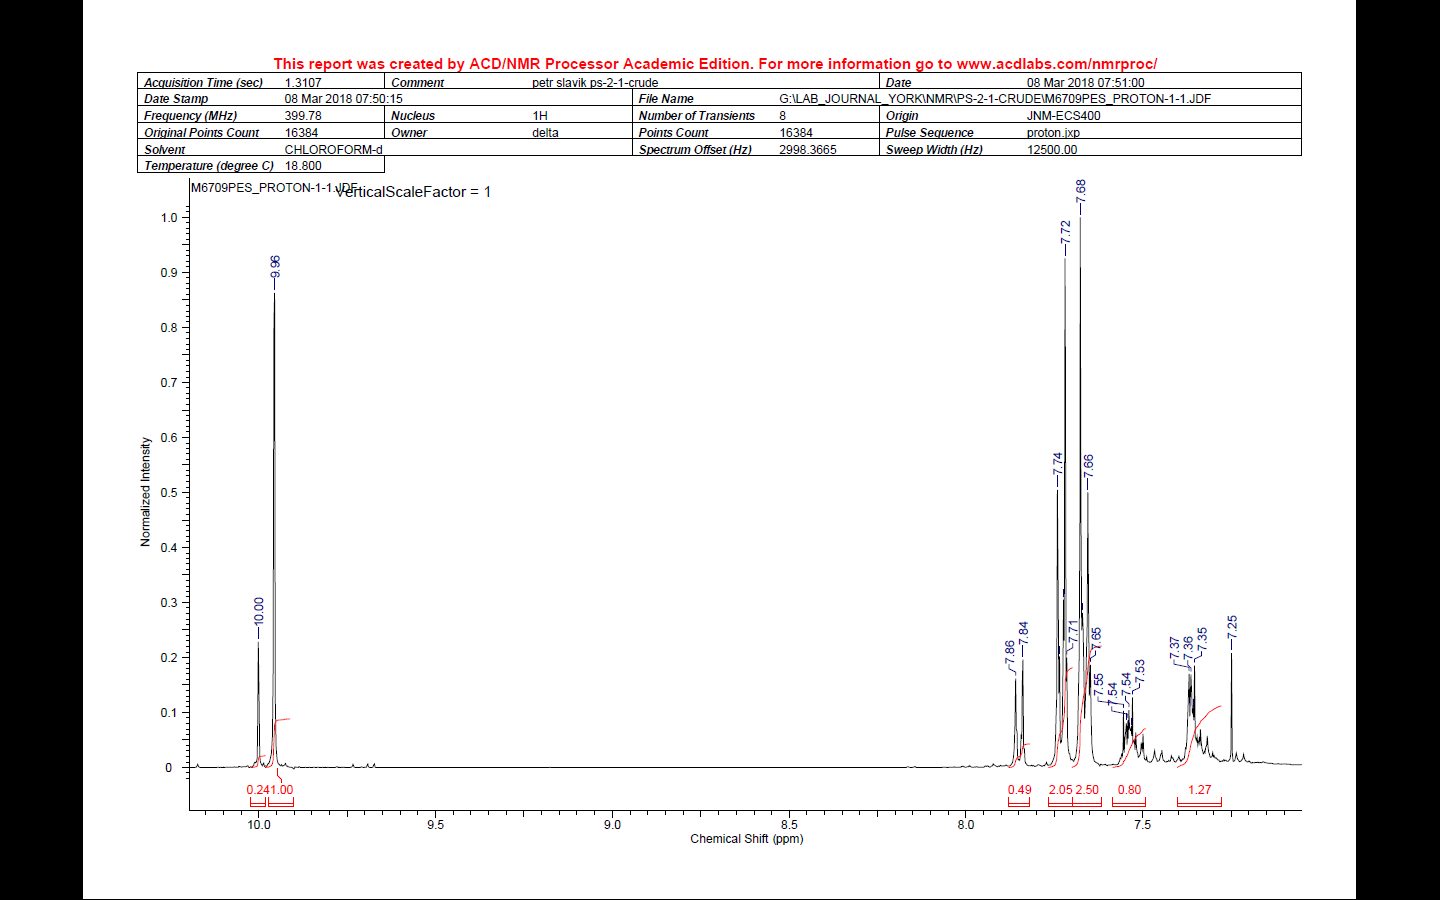 This report was created by ACD/NMR Processor Academic Edition. For more information go to www.acdlabs.com/nmrproc/
Acquisition Time (sec) 1.3107 Comment petr slavik ps-2-1-crude Date 08 Mar 2018 07:51:00
Date Stamp 08 Mar 2018 07:50:15 File Name G:\LAB_JOURNAL_YORK\NMR\PS-2-1-CRUDE\M6709PES_PROTON-1-1.JDF
Frequency (MHz) 399.78 Nucleus 1H Number of Transients 8 Origin JNM-ECS400
Original Points Count 16384 Owner delta Points Count 16384 Pulse Sequence proton.jxp
Solvent CHLOROFORM-d Spectrum Offset (Hz) 2998.3665 Sweep Width (Hz) 12500.00
Temperature (degree C) 18.800
M6709PES_PROTON-1-1.JDF VerticalScaleFactor = 1
Normalized Intensity
1.0
0.9
0.8
0.7
0.6
0.5
0.4
0.3
0.2
0.1
0
10.00
9.96
7.86
7.84
7.74
7.72
7.71
7.68
7.66
7.65
7.55
7.54
7.54
7.53
7.37
7.36
7.35
7.25
0.24 1.00 0.49 2.05 2.50 0.80 1.27
10.0 9.5 9.0 8.5 8.0 7.5
Chemical Shift (ppm)